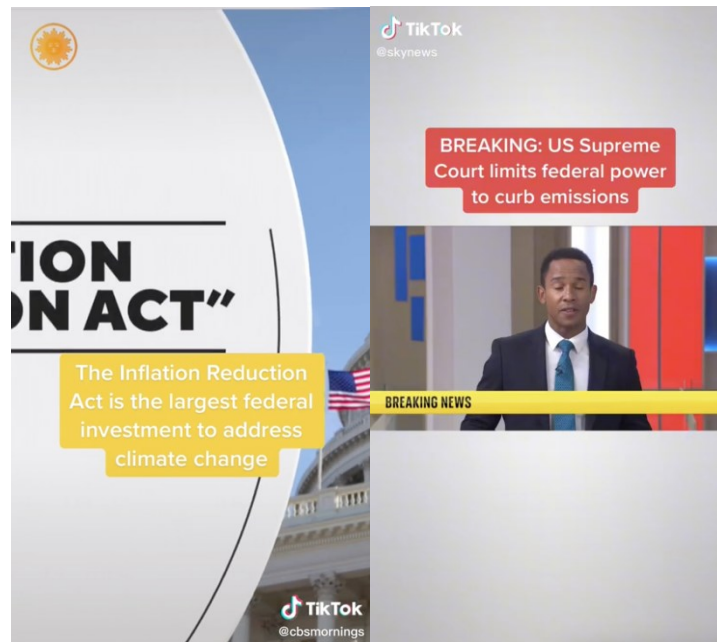 TION
ON ACT”
The Inflation Reduction
Act is the largest federal
investment to address
climate change
TikTok
@cbsmornings
TikTok
@skynews
BREAKING: US Supreme
Court limits federal power
to curb emissions
BREAKING NEWS